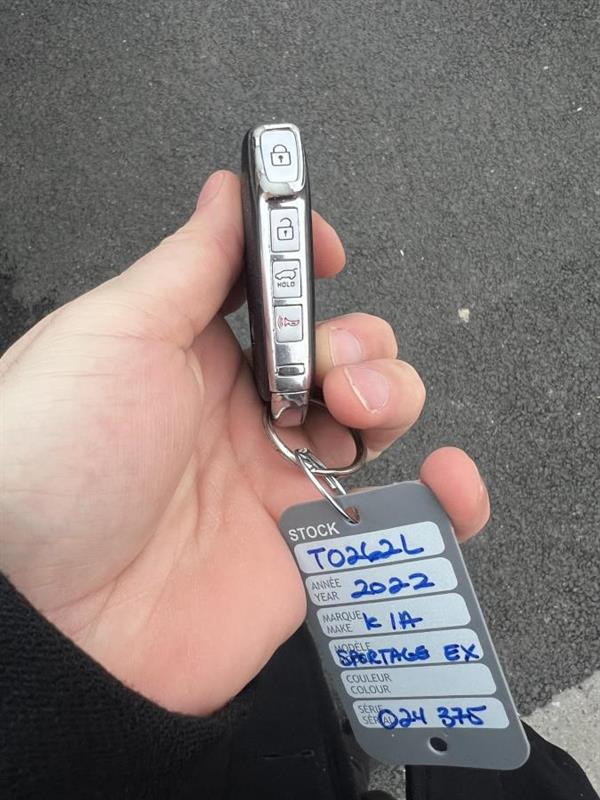 HOLD
STOCK
T0262L
ANNÉE
YEAR 2022
MARQUE
MAKE KIA
MODÈLE
SPORTAGE EX
COULEUR
COLOUR
SÉRIE
SERIAL 024 375